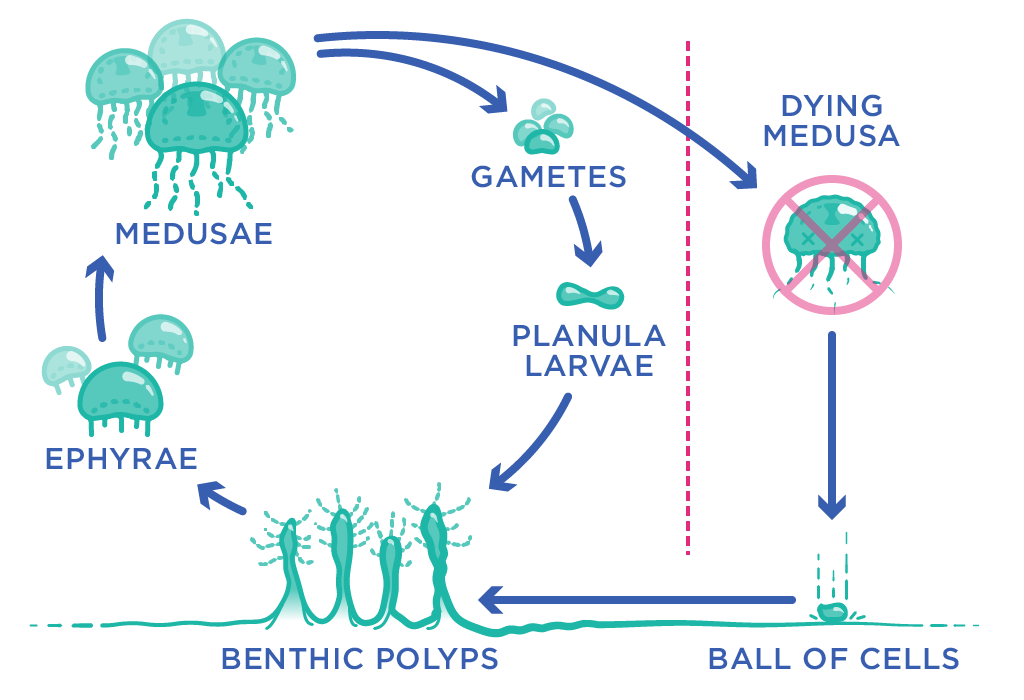 MEDUSAE
GAMETES
PLANULA
LARVAE
DYING
MEDUSA
EPHYRAE
BENTHIC POLYPS
BALL OF CELLS